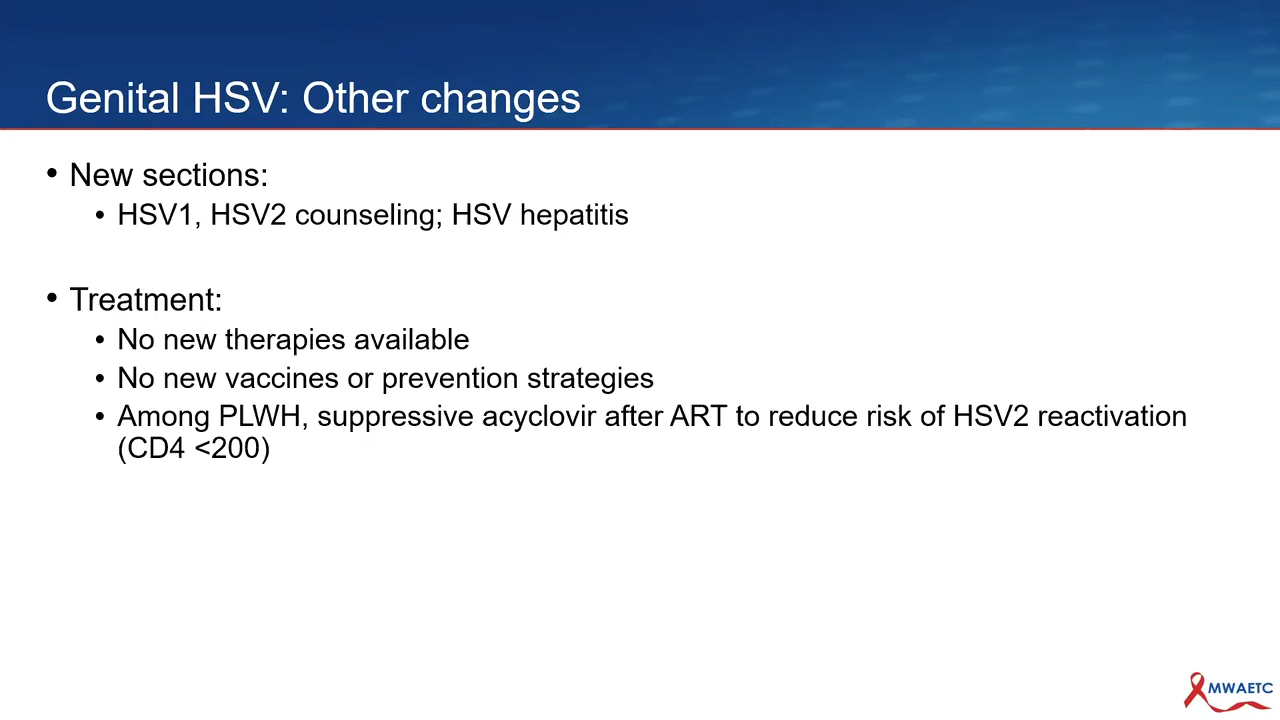 Genital HSV: Other changes
• New sections:
• HSV1, HSV2 counseling; HSV hepatitis
• Treatment:
• No new therapies available
• No new vaccines or prevention strategies
• Among PLWH, suppressive acyclovir after ART to reduce risk of HSV2 reactivation
(CD4 <200)
MWAETC